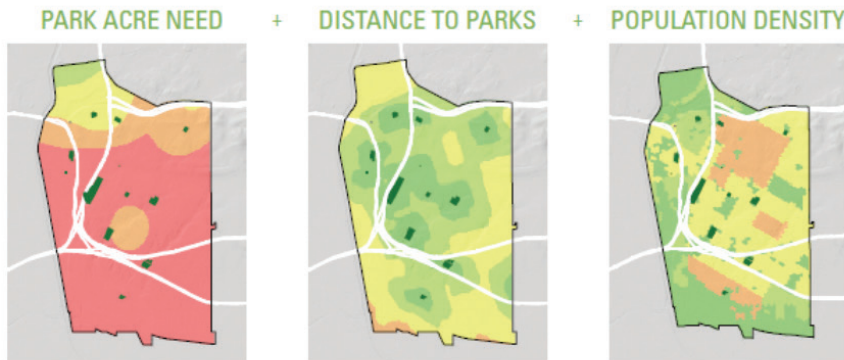 PARK ACRE NEED + DISTANCE TO PARKS + POPULATION DENSITY